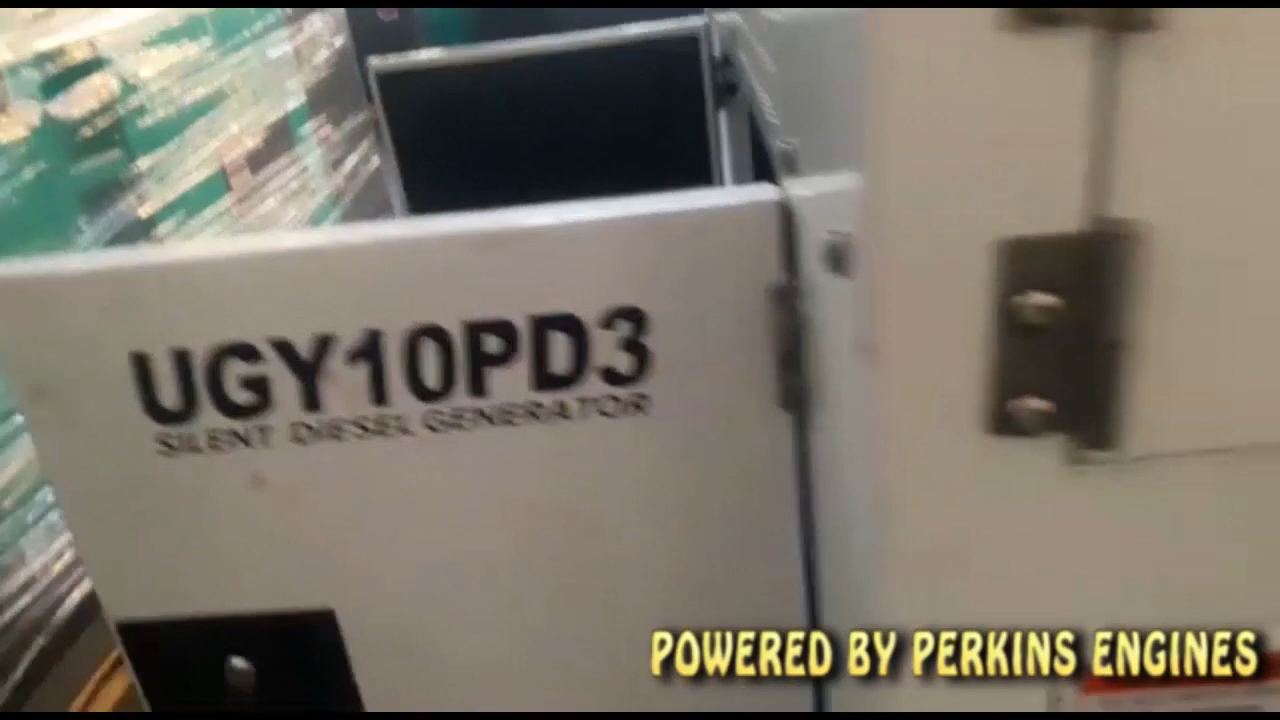 UGY10PD3
SILENT DIESEL GENERATOR
POWERED BY PERKINS ENGINES